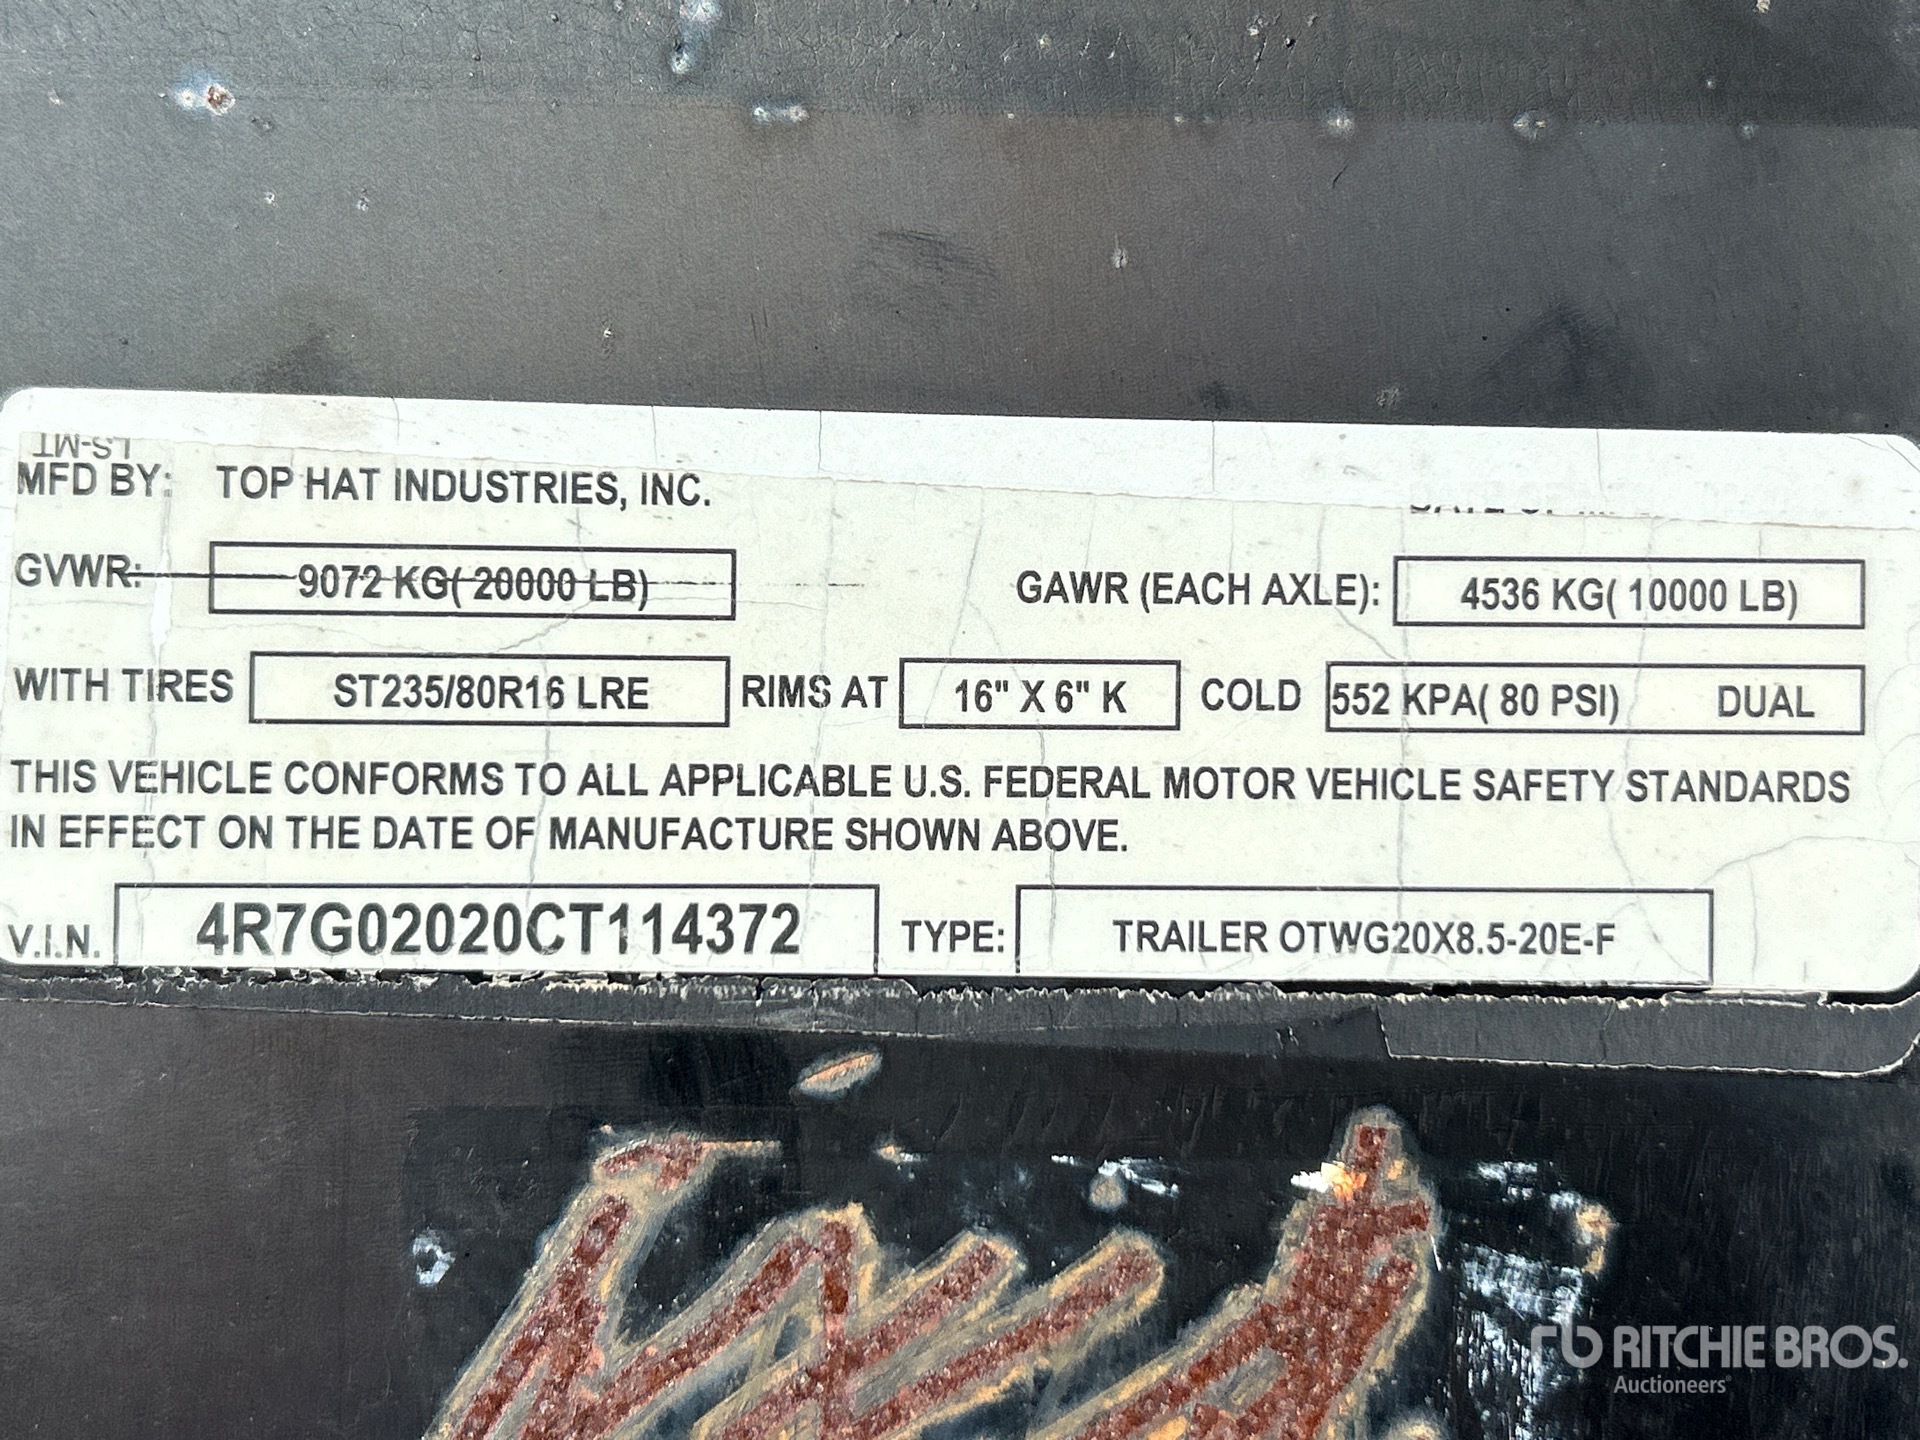 LS-MT
MFD BY: TOP HAT INDUSTRIES, INC.
GVWR: 9072 KG( 20000 LB) GAWR (EACH AXLE): 4536 KG( 10000 LB)
WITH TIRES ST235/80R16 LRE RIMS AT 16" X 6" K COLD 552 KPA( 80 PSI) DUAL
THIS VEHICLE CONFORMS TO ALL APPLICABLE U.S. FEDERAL MOTOR VEHICLE SAFETY STANDARDS
IN EFFECT ON THE DATE OF MANUFACTURE SHOWN ABOVE.
V.I.N. 4R7G02020CT114372 TYPE: TRAILER OTWG20X8.5-20E-F
rb RITCHIE BROS.
Auctioneers